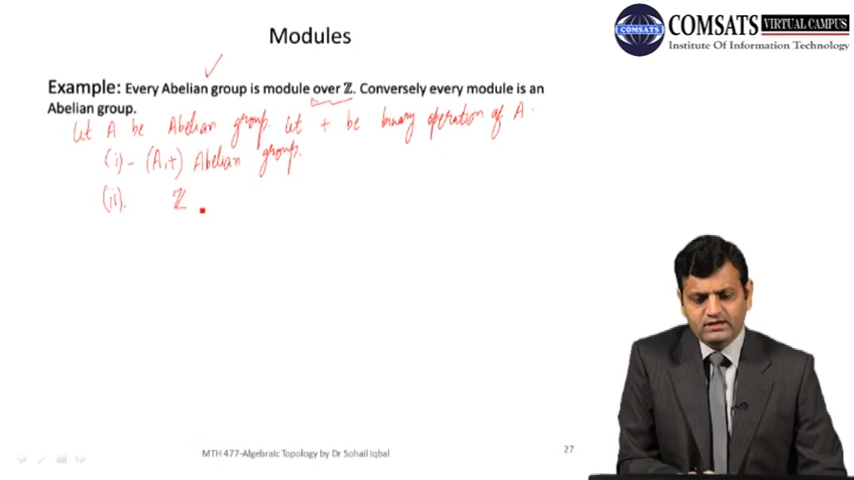 Modules
COMSATS VIRTUAL CAMPUS
Institute Of Information Technology
Example: Every Abelian group is module over ℤ. Conversely every module is an
Abelian group.
Let A be Abelian group. Let + be binary operation of A.
(i) - (A,+) Abelian group.
(ii). ℤ
MTH 477-Algebraic Topology by Dr Sohail Iqbal
27